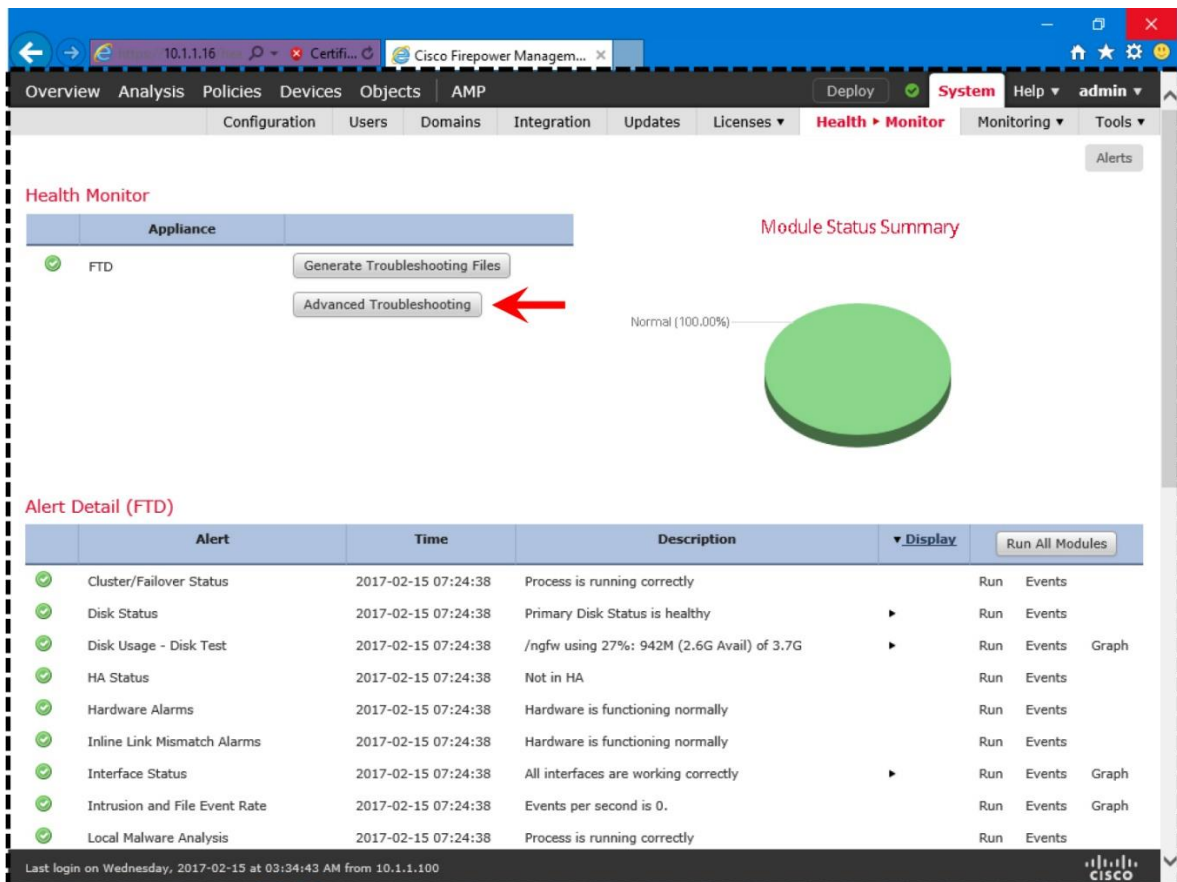 10.1.1.16 Certifi... Cisco Firepower Managem...
Overview Analysis Policies Devices Objects AMP Deploy System Help admin
Configuration Users Domains Integration Updates Licenses Health Monitor Monitoring Tools
Alerts
Health Monitor
Appliance
FTD Generate Troubleshooting Files
Advanced Troubleshooting
Module Status Summary
Normal (100.00%)
Alert Detail (FTD)
Alert Time Description Display Run All Modules
Cluster/Failover Status 2017-02-15 07:24:38 Process is running correctly Run Events
Disk Status 2017-02-15 07:24:38 Primary Disk Status is healthy Run Events
Disk Usage - Disk Test 2017-02-15 07:24:38 /ngfw using 27%: 942M (2.6G Avail) of 3.7G Run Events Graph
HA Status 2017-02-15 07:24:38 Not in HA Run Events
Hardware Alarms 2017-02-15 07:24:38 Hardware is functioning normally Run Events
Inline Link Mismatch Alarms 2017-02-15 07:24:38 Hardware is functioning normally Run Events
Interface Status 2017-02-15 07:24:38 All interfaces are working correctly Run Events Graph
Intrusion and File Event Rate 2017-02-15 07:24:38 Events per second is 0. Run Events Graph
Local Malware Analysis 2017-02-15 07:24:38 Process is running correctly Run Events
Last login on Wednesday, 2017-02-15 at 03:34:43 AM from 10.1.1.100
CISCO